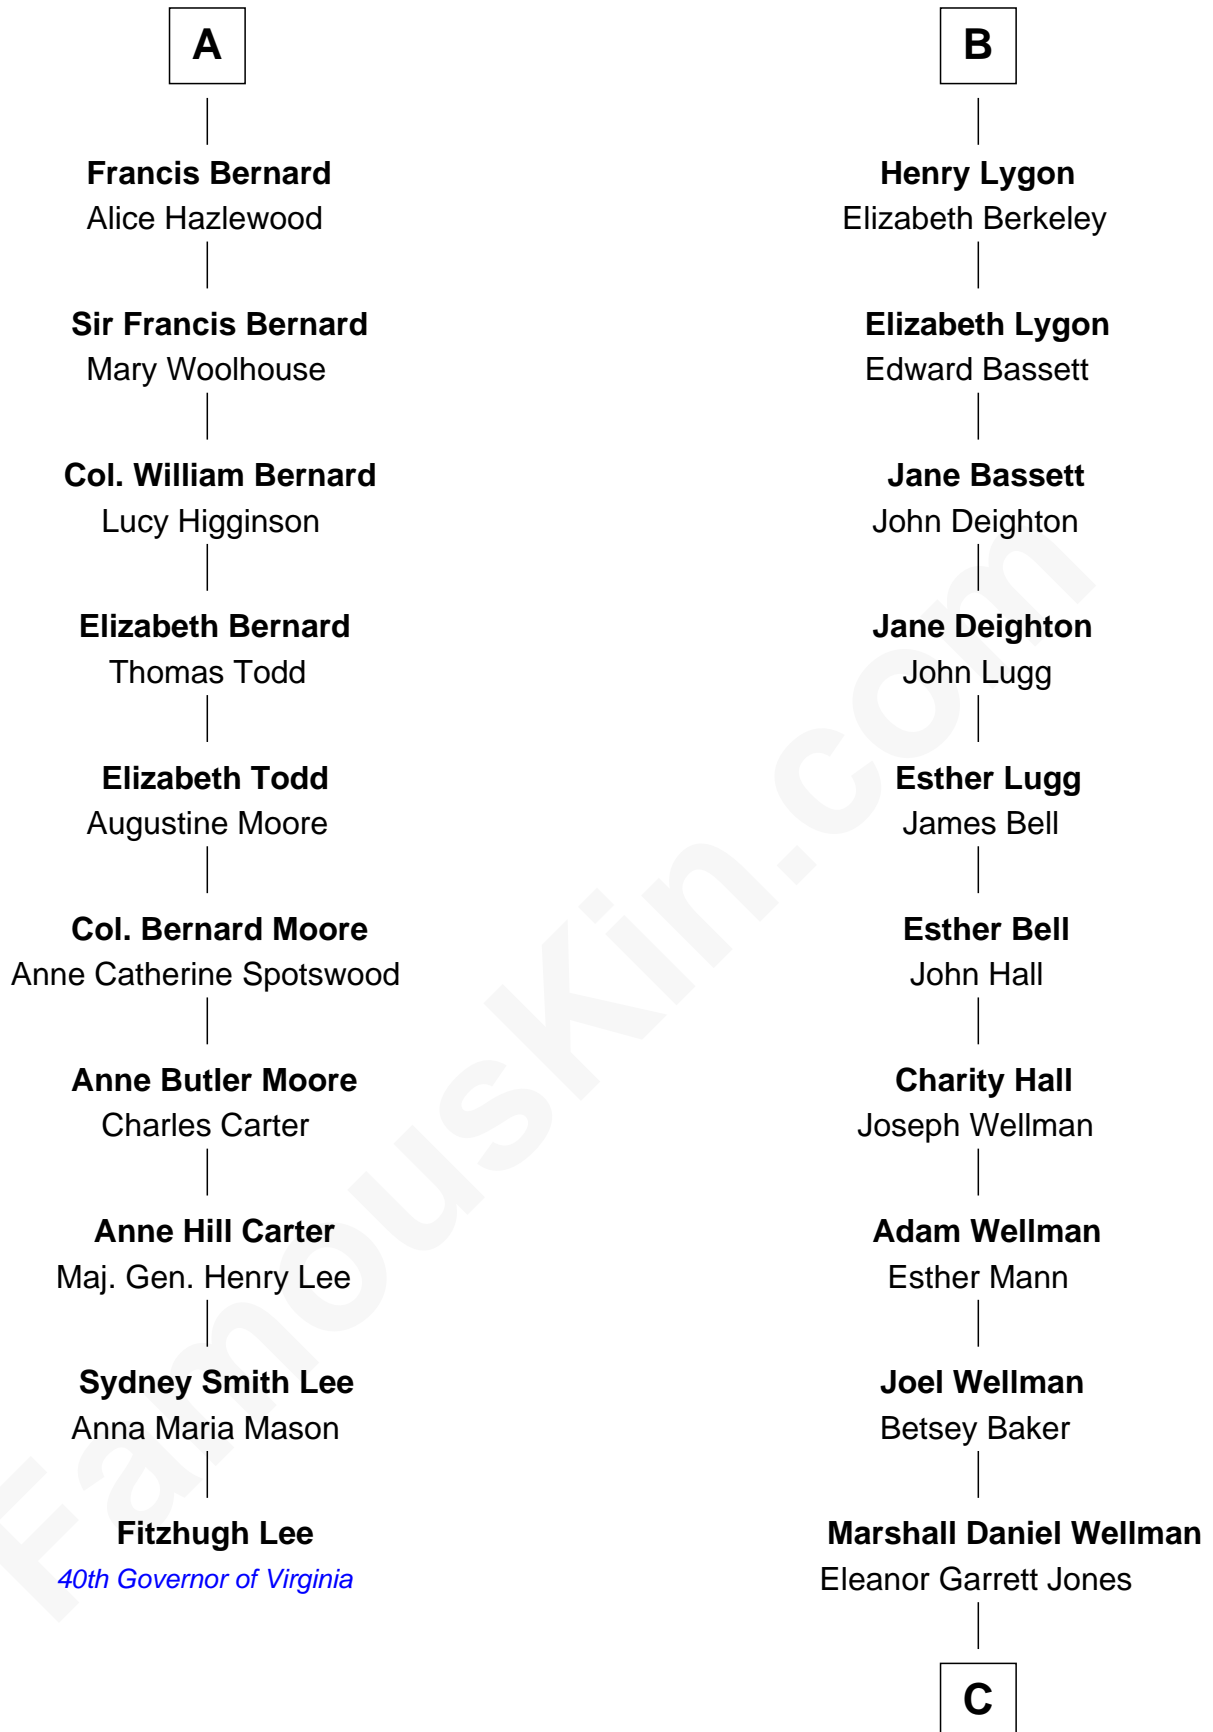 A
Francis Bernard
Alice Hazlewood
Sir Francis Bernard
Mary Woolhouse
Col. William Bernard
Lucy Higginson
Elizabeth Bernard
Thomas Todd
Elizabeth Todd
Augustine Moore
Col. Bernard Moore
Anne Catherine Spotswood
Anne Butler Moore
Charles Carter
Anne Hill Carter
Maj. Gen. Henry Lee
Sydney Smith Lee
Anna Maria Mason
Fitzhugh Lee
40th Governor of Virginia
B
Henry Lygon
Elizabeth Berkeley
Elizabeth Lygon
Edward Bassett
Jane Bassett
John Deighton
Jane Deighton
John Lugg
Esther Lugg
James Bell
Esther Bell
John Hall
Charity Hall
Joseph Wellman
Adam Wellman
Esther Mann
Joel Wellman
Betsey Baker
Marshall Daniel Wellman
Eleanor Garrett Jones
C
FamousKin.com